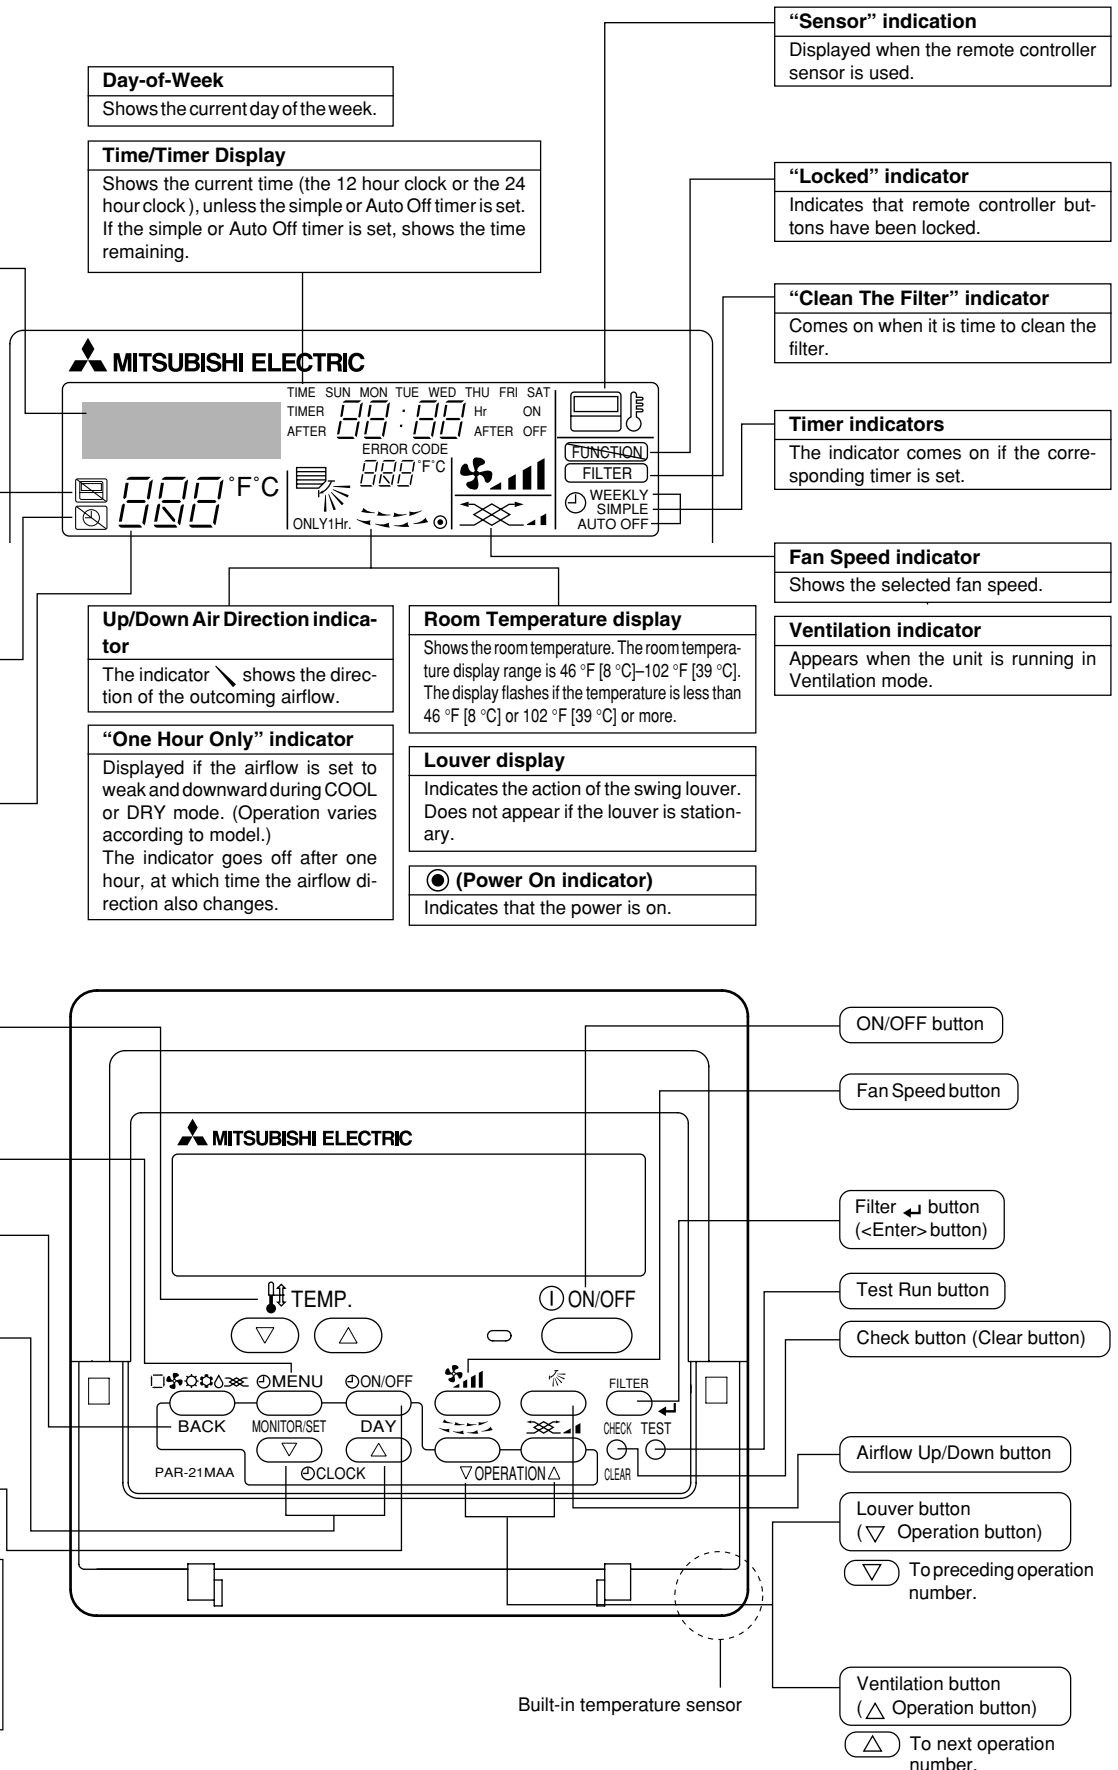 “Sensor” indication
Displayed when the remote controller
sensor is used.
Day-of-Week
Shows the current day of the week.
Time/Timer Display
Shows the current time (the 12 hour clock or the 24
hour clock ), unless the simple or Auto Off timer is set.
If the simple or Auto Off timer is set, shows the time
remaining.
“Locked” indicator
Indicates that remote controller but-
tons have been locked.
“Clean The Filter” indicator
Comes on when it is time to clean the
filter.
Timer indicators
The indicator comes on if the corre-
sponding timer is set.
Fan Speed indicator
Shows the selected fan speed.
Ventilation indicator
Appears when the unit is running in
Ventilation mode.
MITSUBISHI ELECTRIC
TIME SUN MON TUE WED THU FRI SAT
TIMER 88:88 Hr ON
AFTER AFTER OFF
ERROR CODE
°F°C
°F°C
ONLY1Hr.
FUNCTION
FILTER
WEEKLY
SIMPLE
AUTO OFF
Up/Down Air Direction indica-
tor
The indicator shows the direc-
tion of the outcoming airflow.
“One Hour Only” indicator
Displayed if the airflow is set to
weak and downward during COOL
or DRY mode. (Operation varies
according to model.)
The indicator goes off after one
hour, at which time the airflow di-
rection also changes.
Room Temperature display
Shows the room temperature. The room tempera-
ture display range is 46 °F [8 °C]–102 °F [39 °C].
The display flashes if the temperature is less than
46 °F [8 °C] or 102 °F [39 °C] or more.
Louver display
Indicates the action of the swing louver.
Does not appear if the louver is station-
ary.
(Power On indicator)
Indicates that the power is on.
MITSUBISHI ELECTRIC
TEMP.
ON/OFF
▽ △
MENU ON/OFF FILTER
BACK MONITOR/SET DAY CHECK TEST
▽ △
PAR-21MAA CLOCK ▽ OPERATION △ CLEAR
ON/OFF button
Fan Speed button
Filter ↵ button
(<Enter> button)
Test Run button
Check button (Clear button)
Airflow Up/Down button
Louver button
( ▽ Operation button)
▽ To preceding operation
number.
Built-in temperature sensor
Ventilation button
( △ Operation button)
△ To next operation
number.